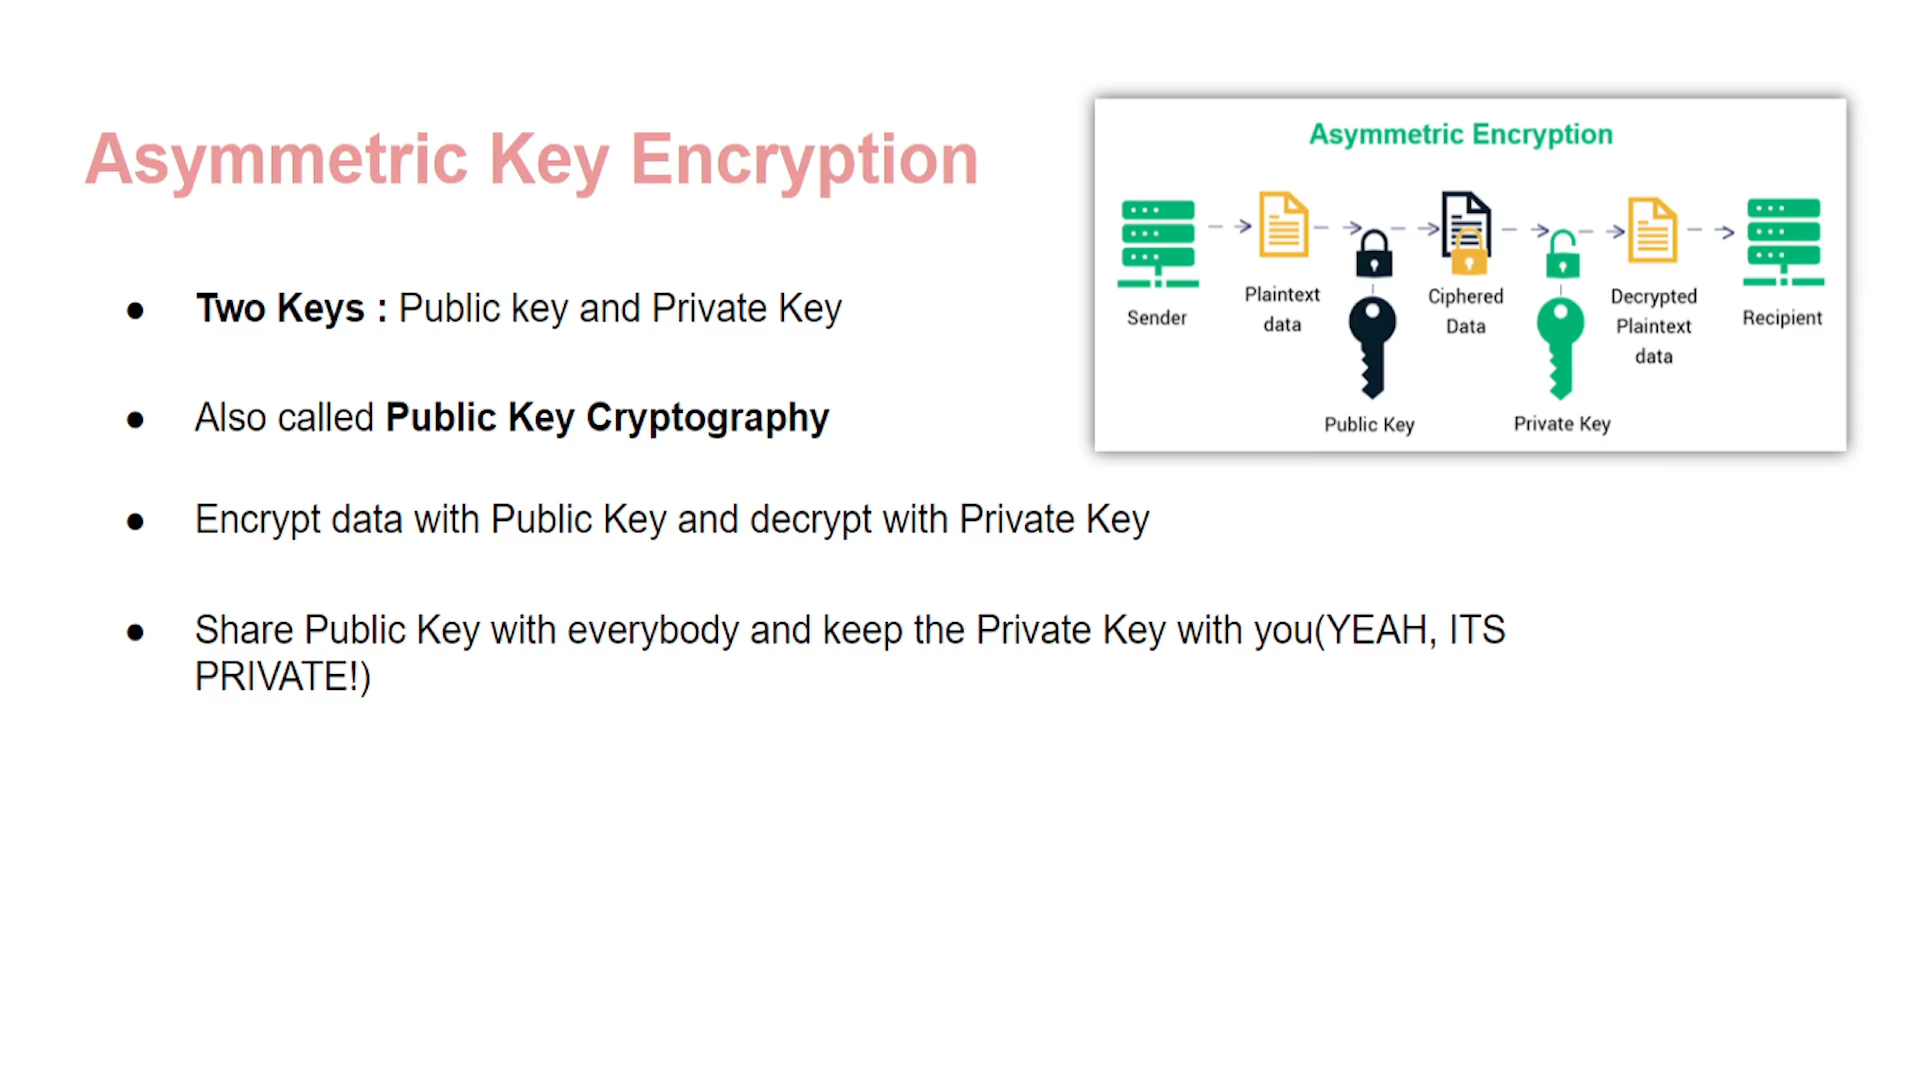 Asymmetric Key Encryption
● Two Keys : Public key and Private Key
● Also called Public Key Cryptography
● Encrypt data with Public Key and decrypt with Private Key
● Share Public Key with everybody and keep the Private Key with you(YEAH, ITS
PRIVATE!)
Asymmetric Encryption
Sender
Plaintext
data
Public Key
Ciphered
Data
Private Key
Decrypted
Plaintext
data
Recipient